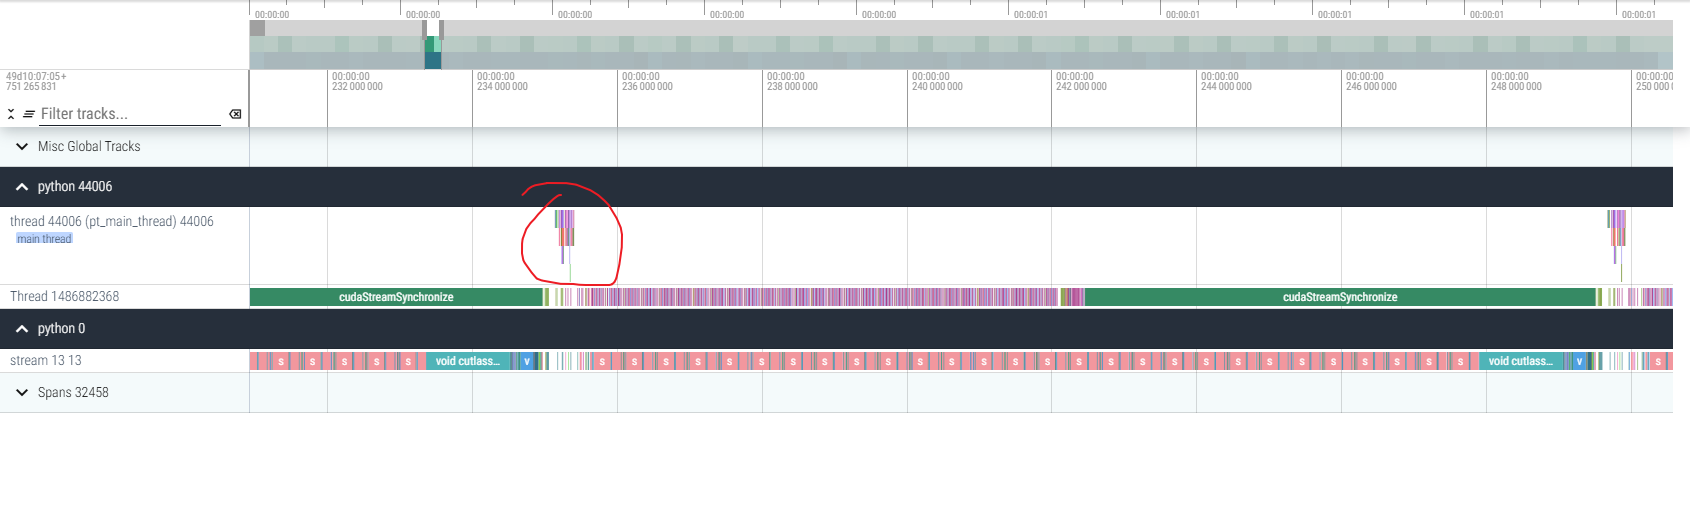 00:00:00 00:00:00 00:00:00 00:00:00 00:00:00 00:00:01 00:00:01 00:00:01 00:00:01 00:00:01
49d10:07:05+ 00:00:00 00:00:00 00:00:00 00:00:00 00:00:00 00:00:00 00:00:00 00:00:00 00:00:00 00:00:00
751 265 831 232 000 000 234 000 000 236 000 000 238 000 000 240 000 000 242 000 000 244 000 000 246 000 000 248 000 000 250 000
Filter tracks...
Misc Global Tracks
python 44006
thread 44006 (pt_main_thread) 44006
main thread
Thread 1486882368 cudaStreamSynchronize cudaStreamSynchronize
python 0
stream 13 13 s s s s s void cutlass... v s s s s s s s s s s s s s s s s s s s s s s s s s s s s void cutlass... v s
Spans 32458